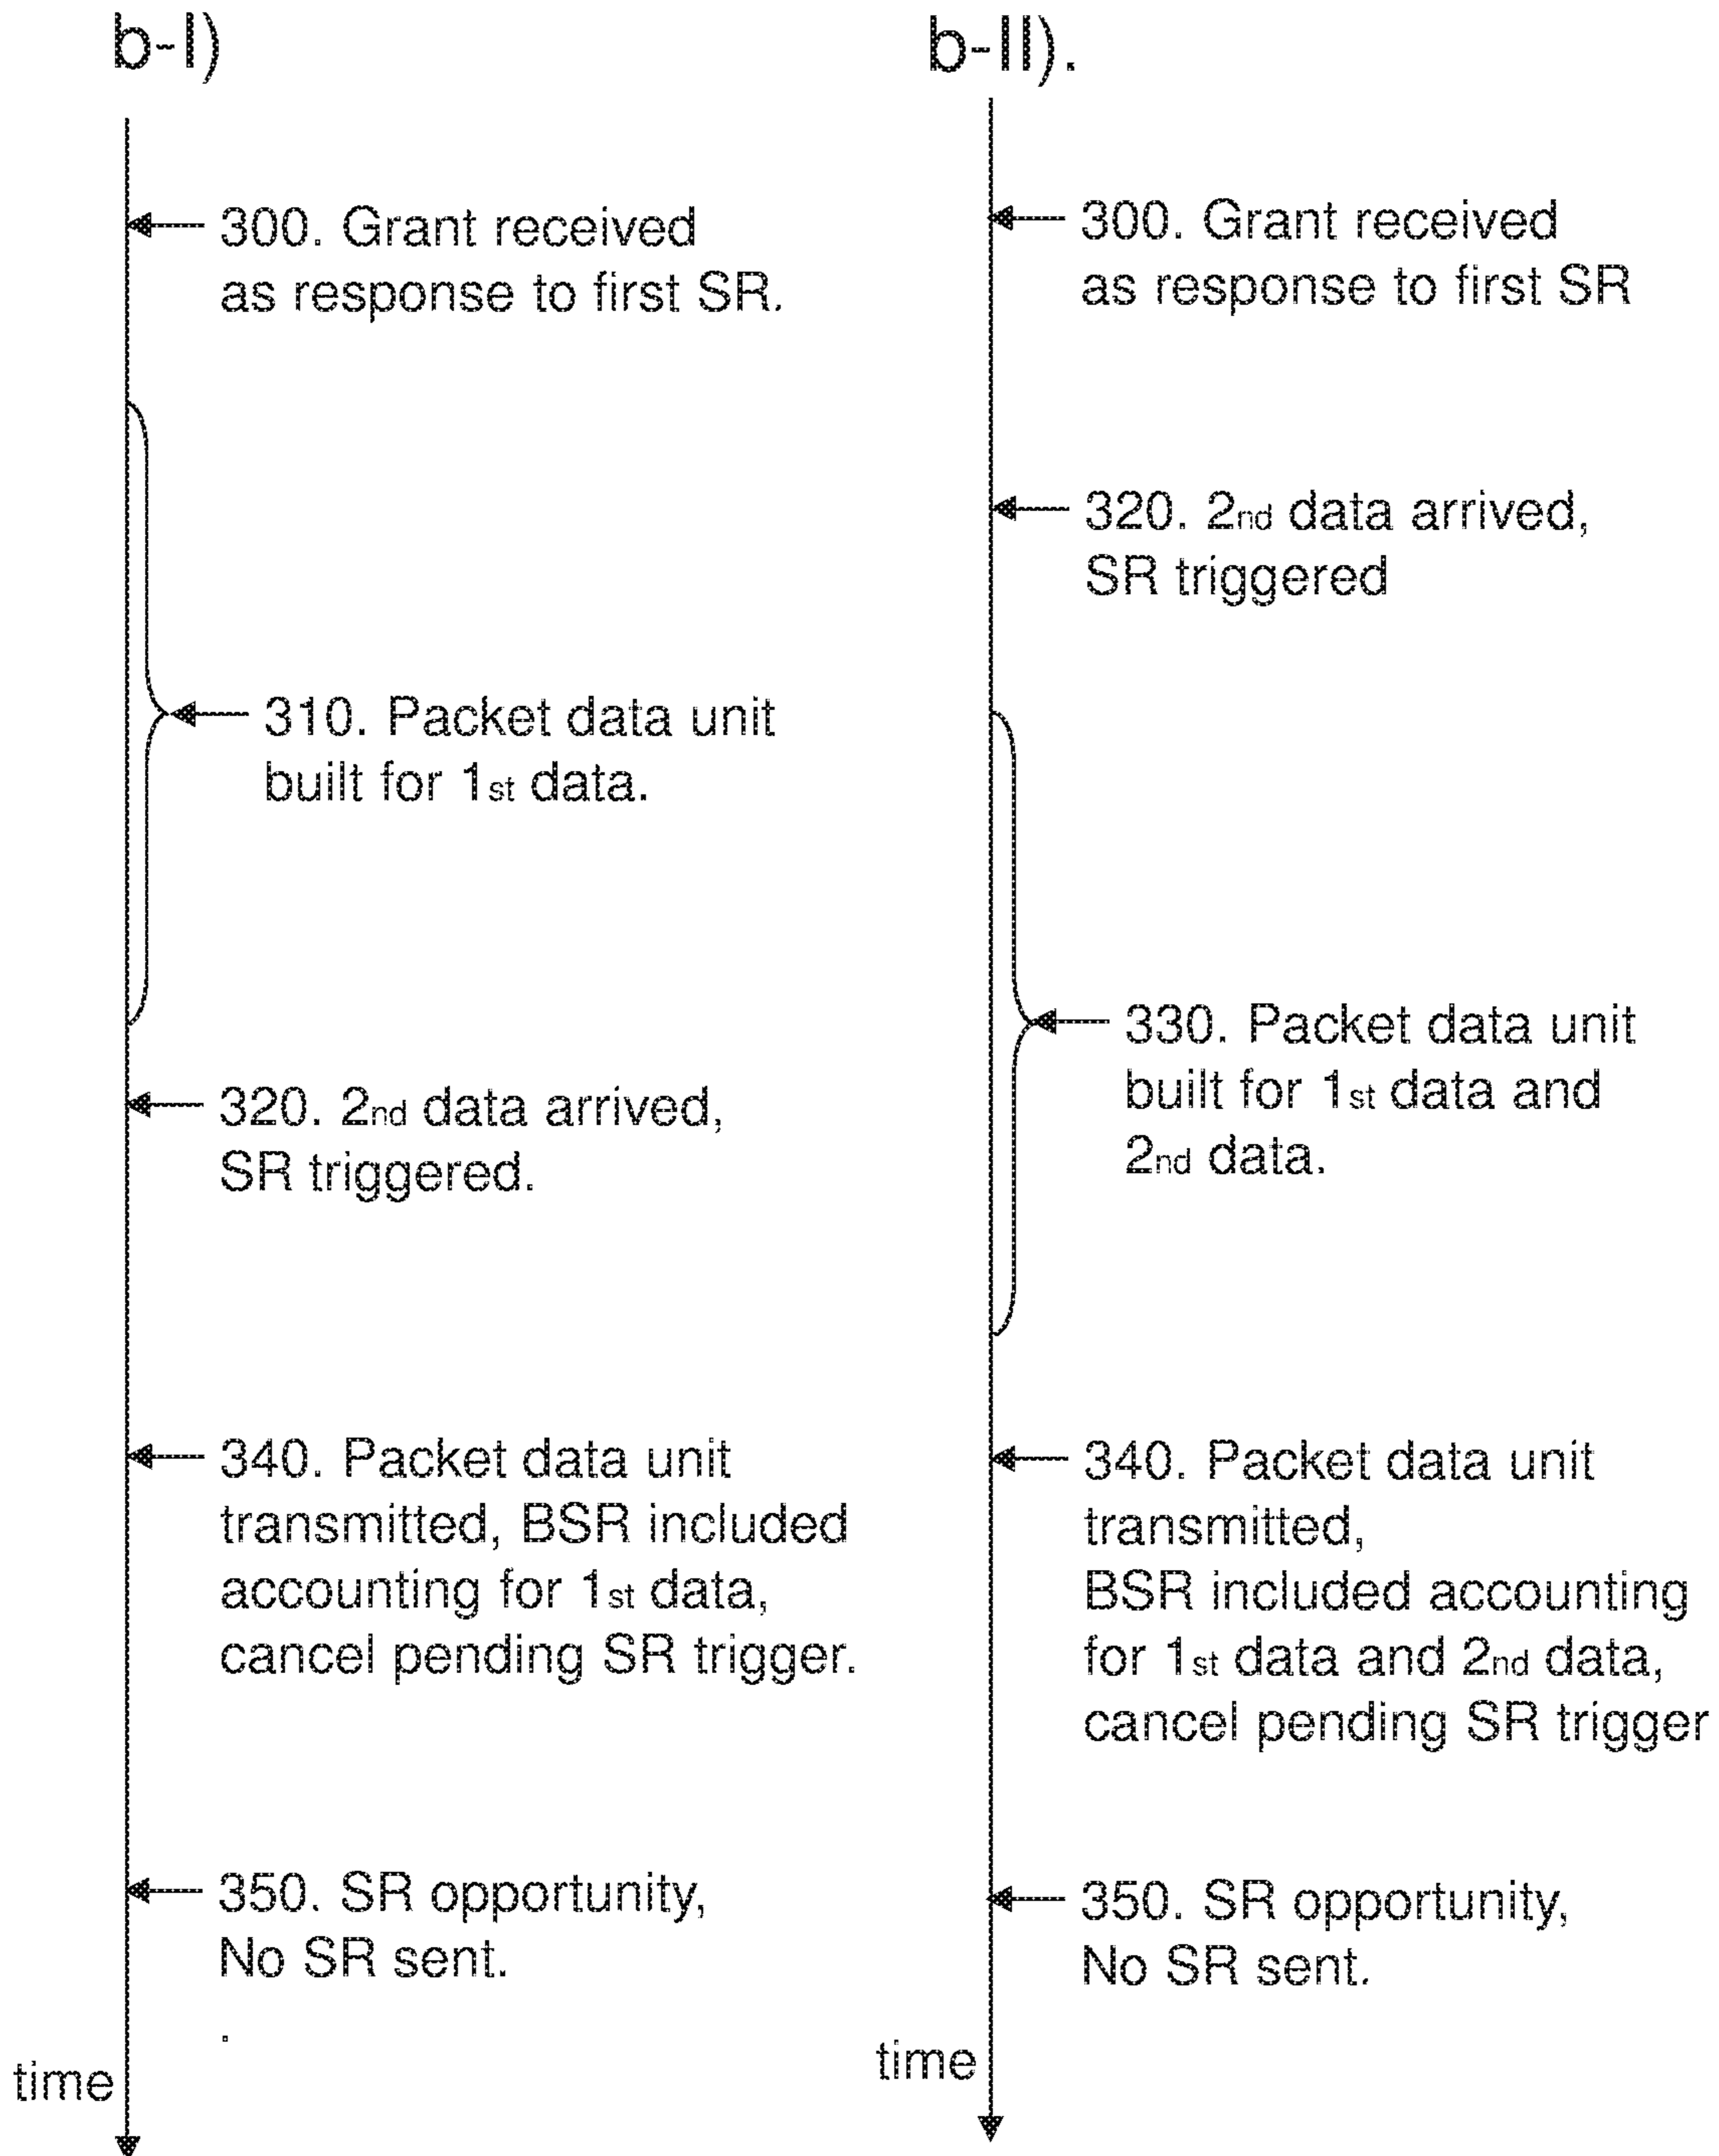 b-I)
300. Grant received
as response to first SR.
310. Packet data unit
built for 1st data.
320. 2nd data arrived,
SR triggered.
340. Packet data unit
transmitted, BSR included
accounting for 1st data,
cancel pending SR trigger.
350. SR opportunity,
No SR sent.
.
time
b-II).
300. Grant received
as response to first SR
320. 2nd data arrived,
SR triggered
330. Packet data unit
built for 1st data and
2nd data.
340. Packet data unit
transmitted,
BSR included accounting
for 1st data and 2nd data,
cancel pending SR trigger
350. SR opportunity,
No SR sent.
time